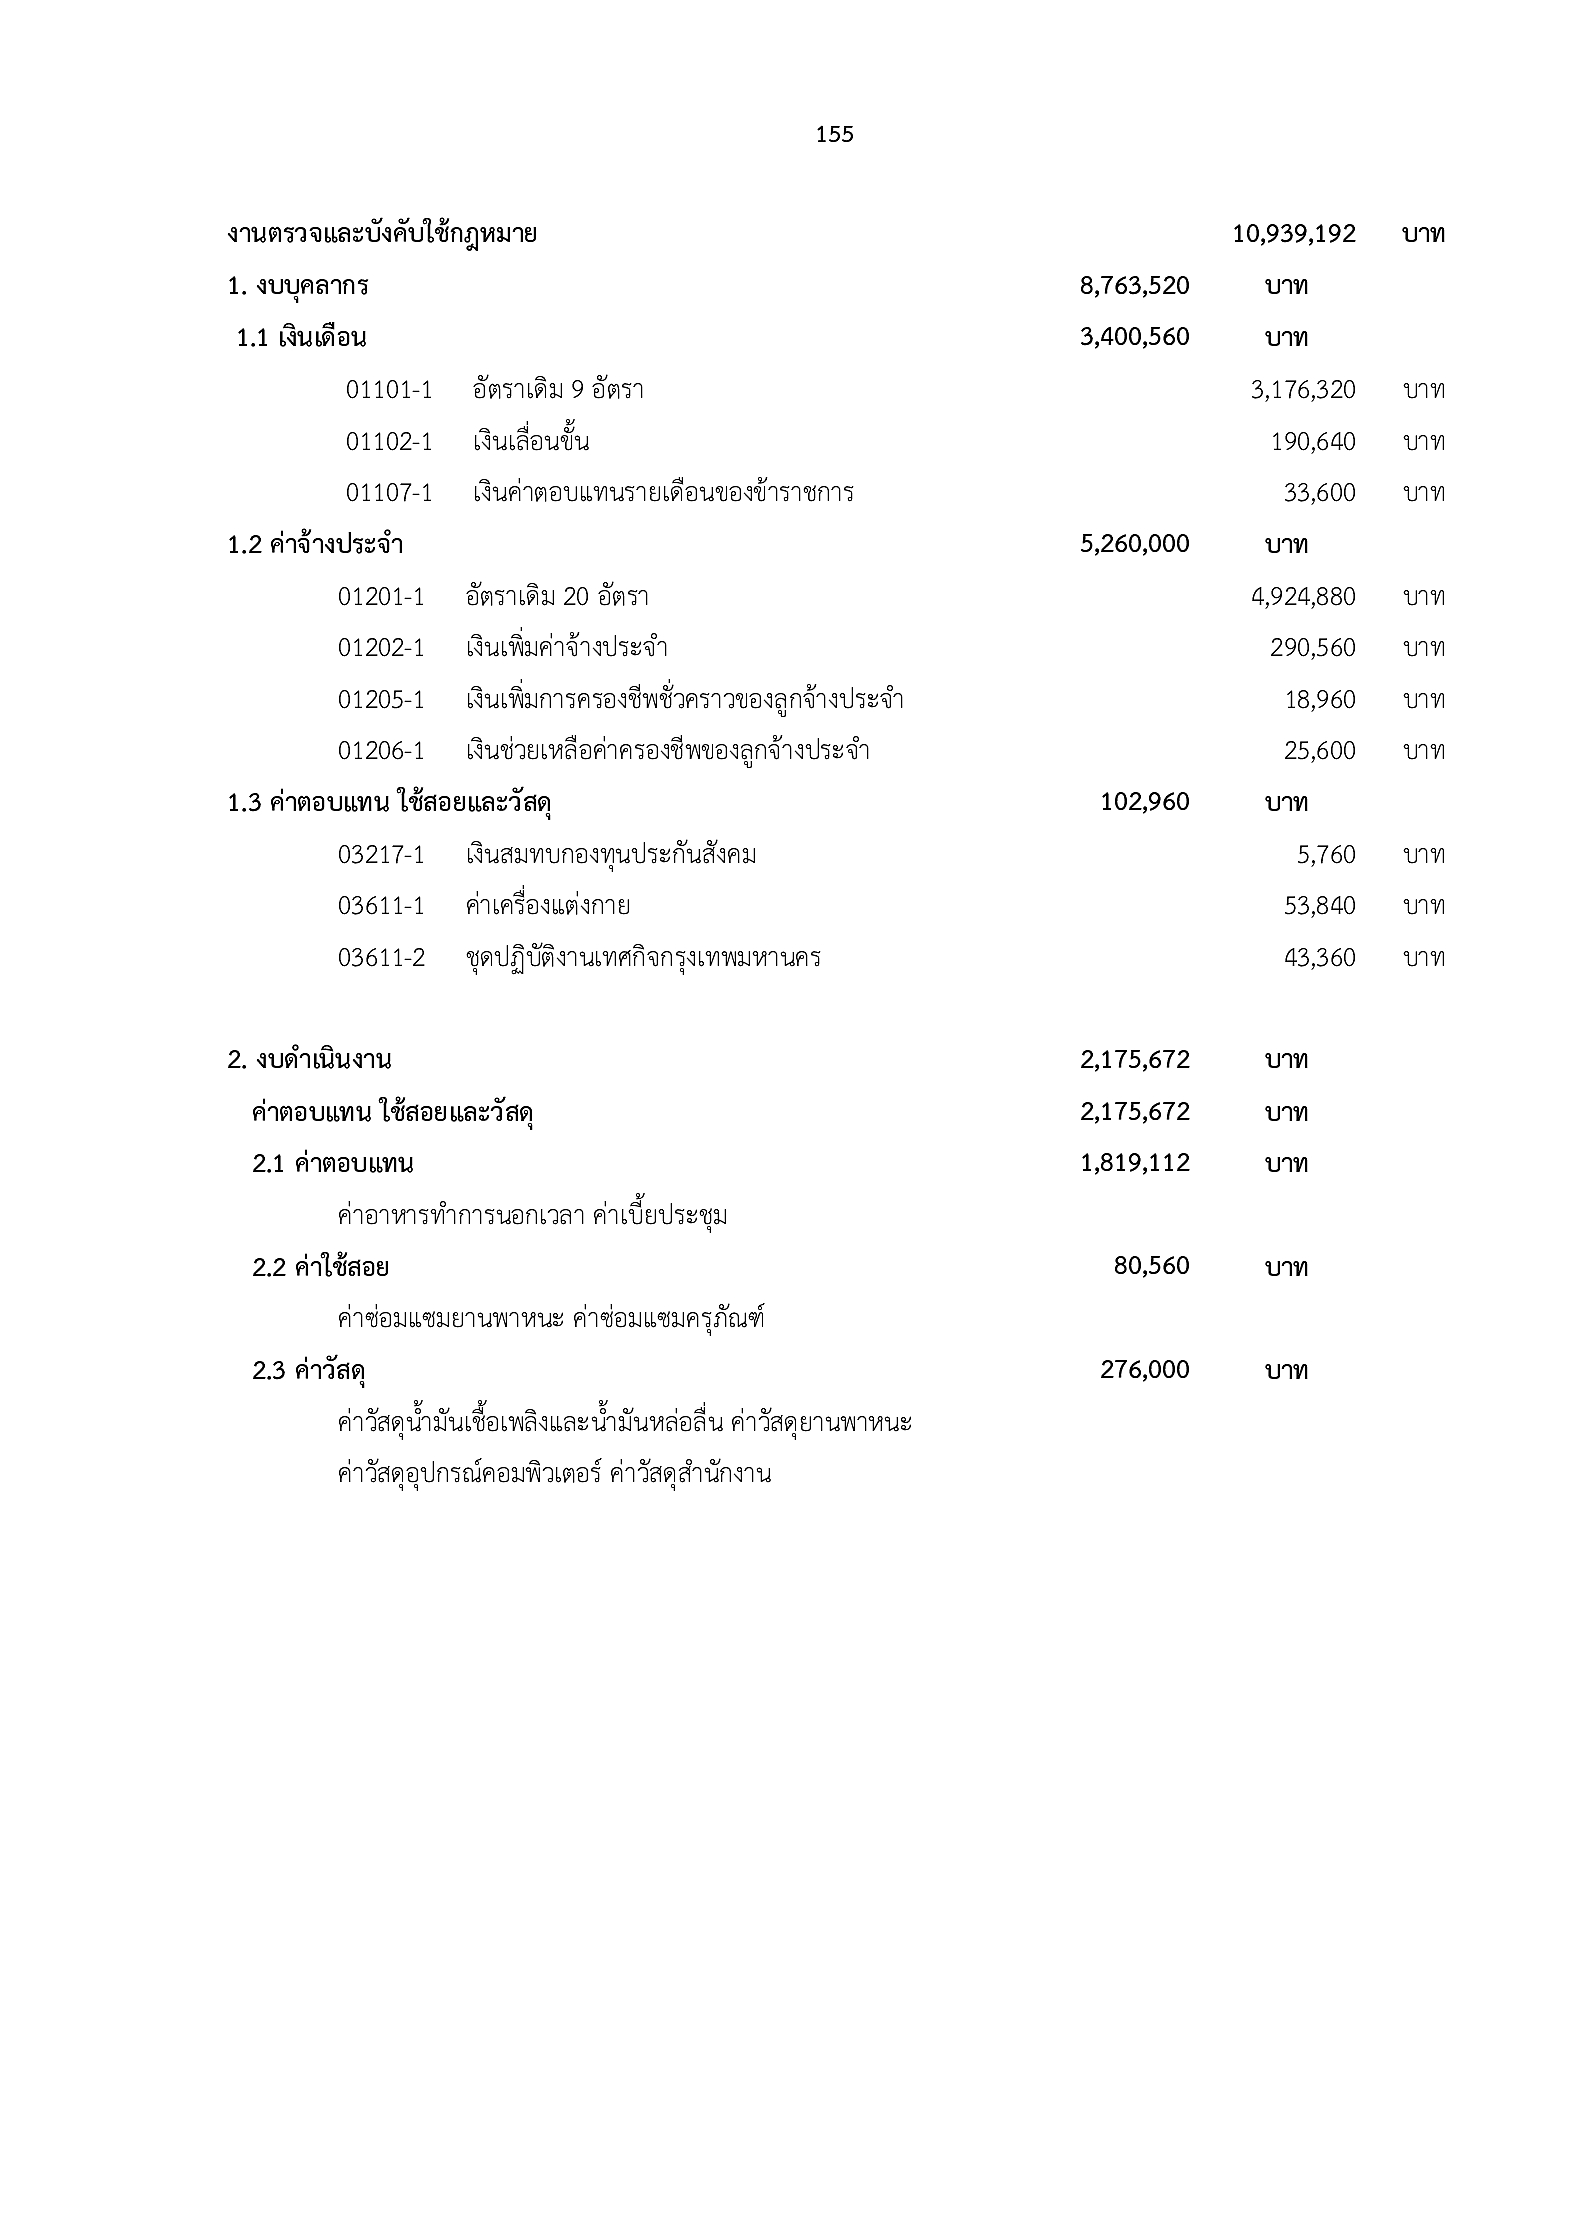 155
งานตรวจและบังคับใช้กฎหมาย 10,939,192 บาท
1. งบบุคลากร 8,763,520 บาท
1.1 เงินเดือน 3,400,560 บาท
01101-1 อัตราเดิม 9 อัตรา 3,176,320 บาท
01102-1 เงินเลื่อนขั้น 190,640 บาท
01107-1 เงินค่าตอบแทนรายเดือนของข้าราชการ 33,600 บาท
1.2 ค่าจ้างประจำ 5,260,000 บาท
01201-1 อัตราเดิม 20 อัตรา 4,924,880 บาท
01202-1 เงินเพิ่มค่าจ้างประจำ 290,560 บาท
01205-1 เงินเพิ่มการครองชีพชั่วคราวของลูกจ้างประจำ 18,960 บาท
01206-1 เงินช่วยเหลือค่าครองชีพของลูกจ้างประจำ 25,600 บาท
1.3 ค่าตอบแทน ใช้สอยและวัสดุ 102,960 บาท
03217-1 เงินสมทบกองทุนประกันสังคม 5,760 บาท
03611-1 ค่าเครื่องแต่งกาย 53,840 บาท
03611-2 ชุดปฏิบัติงานเทศกิจกรุงเทพมหานคร 43,360 บาท
2. งบดำเนินงาน 2,175,672 บาท
ค่าตอบแทน ใช้สอยและวัสดุ 2,175,672 บาท
2.1 ค่าตอบแทน 1,819,112 บาท
ค่าอาหารทำการนอกเวลา ค่าเบี้ยประชุม
2.2 ค่าใช้สอย 80,560 บาท
ค่าซ่อมแซมยานพาหนะ ค่าซ่อมแซมครุภัณฑ์
2.3 ค่าวัสดุ 276,000 บาท
ค่าวัสดุน้ำมันเชื้อเพลิงและน้ำมันหล่อลื่น ค่าวัสดุยานพาหนะ
ค่าวัสดุอุปกรณ์คอมพิวเตอร์ ค่าวัสดุสำนักงาน